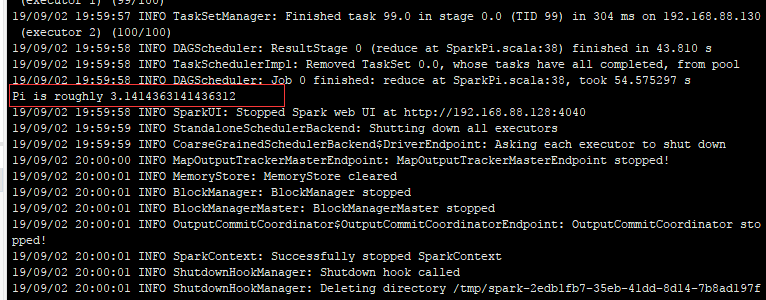 (executor 1) (99/100)
19/09/02 19:59:57 INFO TaskSetManager: Finished task 99.0 in stage 0.0 (TID 99) in 304 ms on 192.168.88.130
(executor 2) (100/100)
19/09/02 19:59:58 INFO DAGScheduler: ResultStage 0 (reduce at SparkPi.scala:38) finished in 43.810 s
19/09/02 19:59:58 INFO TaskSchedulerImpl: Removed TaskSet 0.0, whose tasks have all completed, from pool
19/09/02 19:59:58 INFO DAGScheduler: Job 0 finished: reduce at SparkPi.scala:38, took 54.575297 s
Pi is roughly 3.1414363141436312
19/09/02 19:59:58 INFO SparkUI: Stopped Spark web UI at http://192.168.88.128:4040
19/09/02 19:59:59 INFO StandaloneSchedulerBackend: Shutting down all executors
19/09/02 19:59:59 INFO CoarseGrainedSchedulerBackend$DriverEndpoint: Asking each executor to shut down
19/09/02 20:00:00 INFO MapOutputTrackerMasterEndpoint: MapOutputTrackerMasterEndpoint stopped!
19/09/02 20:00:01 INFO MemoryStore: MemoryStore cleared
19/09/02 20:00:01 INFO BlockManager: BlockManager stopped
19/09/02 20:00:01 INFO BlockManagerMaster: BlockManagerMaster stopped
19/09/02 20:00:01 INFO OutputCommitCoordinator$OutputCommitCoordinatorEndpoint: OutputCommitCoordinator sto
pped!
19/09/02 20:00:01 INFO SparkContext: Successfully stopped SparkContext
19/09/02 20:00:01 INFO ShutdownHookManager: Shutdown hook called
19/09/02 20:00:01 INFO ShutdownHookManager: Deleting directory /tmp/spark-2edb1fb7-35eb-41dd-8d14-7b8ad197f